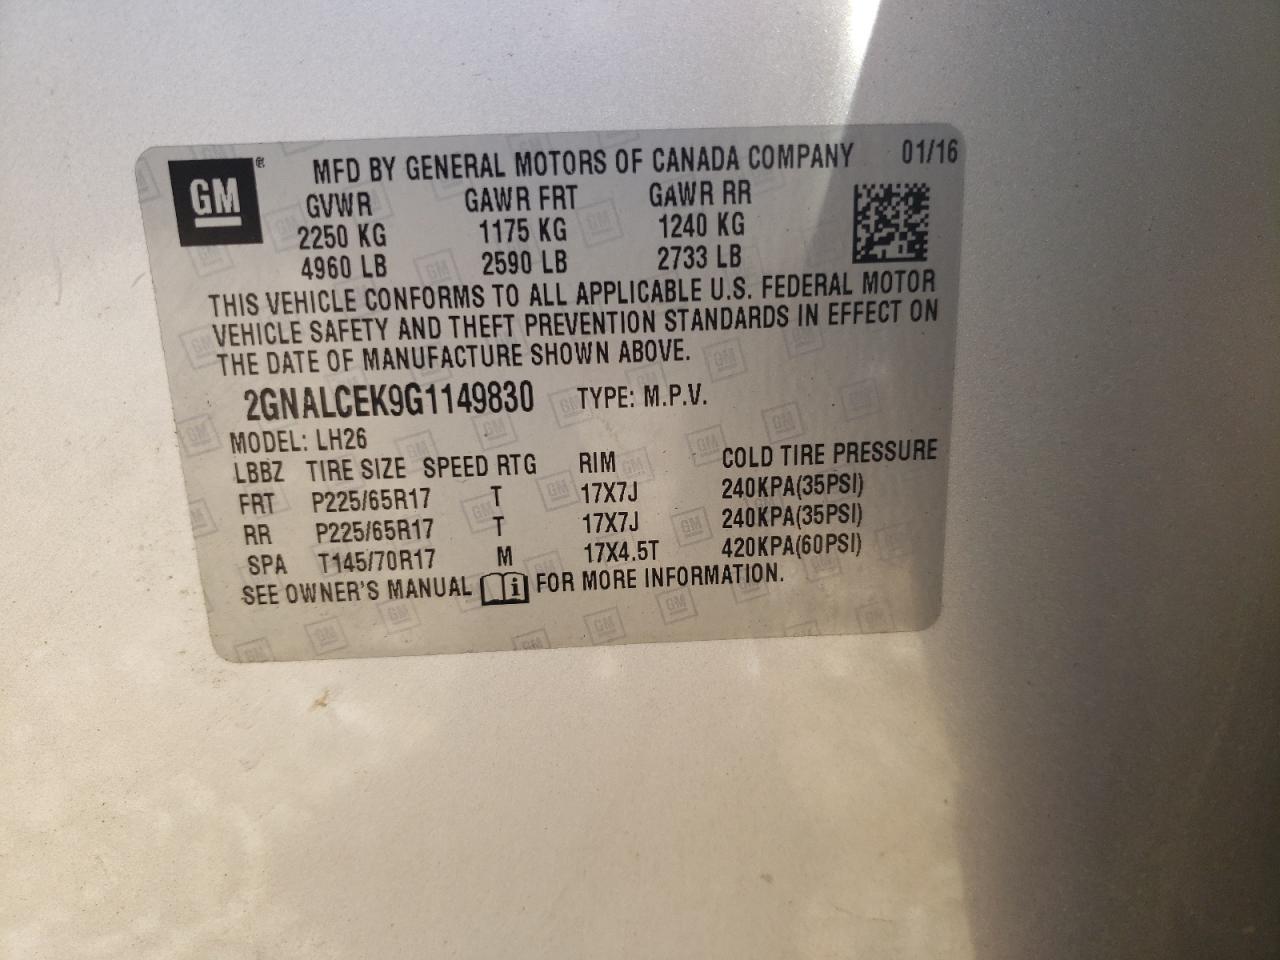 GM ® MFD BY GENERAL MOTORS OF CANADA COMPANY 01/16
GVWR GAWR FRT GAWR RR
2250 KG 1175 KG 1240 KG
4960 LB 2590 LB 2733 LB
THIS VEHICLE CONFORMS TO ALL APPLICABLE U.S. FEDERAL MOTOR
VEHICLE SAFETY AND THEFT PREVENTION STANDARDS IN EFFECT ON
THE DATE OF MANUFACTURE SHOWN ABOVE.
2GNALCEK9G1149830 TYPE: M.P.V.
MODEL: LH26
LBBZ TIRE SIZE SPEED RTG RIM COLD TIRE PRESSURE
FRT P225/65R17 T 17X7J 240KPA(35PSI)
RR P225/65R17 T 17X7J 240KPA(35PSI)
SPA T145/70R17 M 17X4.5T 420KPA(60PSI)
SEE OWNER'S MANUAL i FOR MORE INFORMATION.